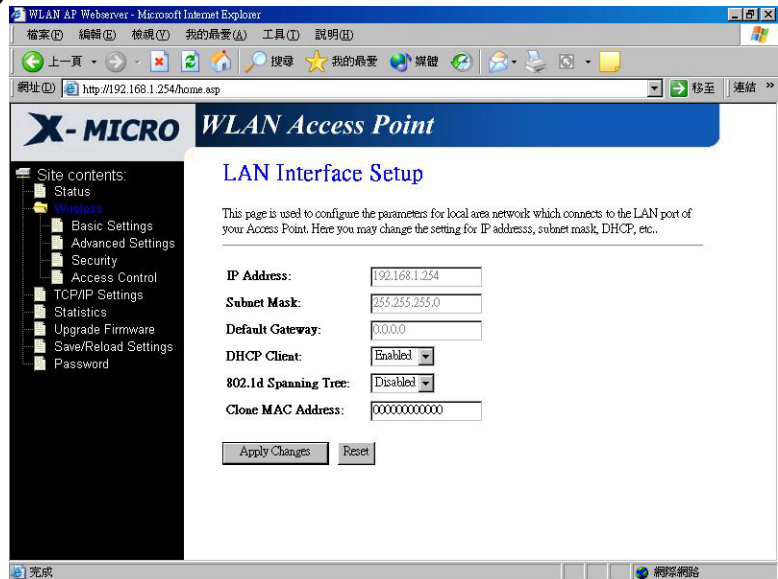 WLAN AP Webserver - Microsoft Internet Explorer
檔案(F) 編輯(E) 檢視(V) 我的最愛(A) 工具(T) 說明(H)
上一頁 搜尋 我的最愛 媒體
網址(D) http://192.168.1.254/home.asp 移至 連結 »
X-MICRO WLAN Access Point
Site contents:
Status
Wireless
Basic Settings
Advanced Settings
Security
Access Control
TCP/IP Settings
Statistics
Upgrade Firmware
Save/Reload Settings
Password
LAN Interface Setup
This page is used to configure the parameters for local area network which connects to the LAN port of
your Access Point. Here you may change the setting for IP addresss, subnet mask, DHCP, etc..
IP Address: 192.168.1.254
Subnet Mask: 255.255.255.0
Default Gateway: 0.0.0.0
DHCP Client: Enabled
802.1d Spanning Tree: Disabled
Clone MAC Address: 000000000000
Apply Changes Reset
完成 網際網路